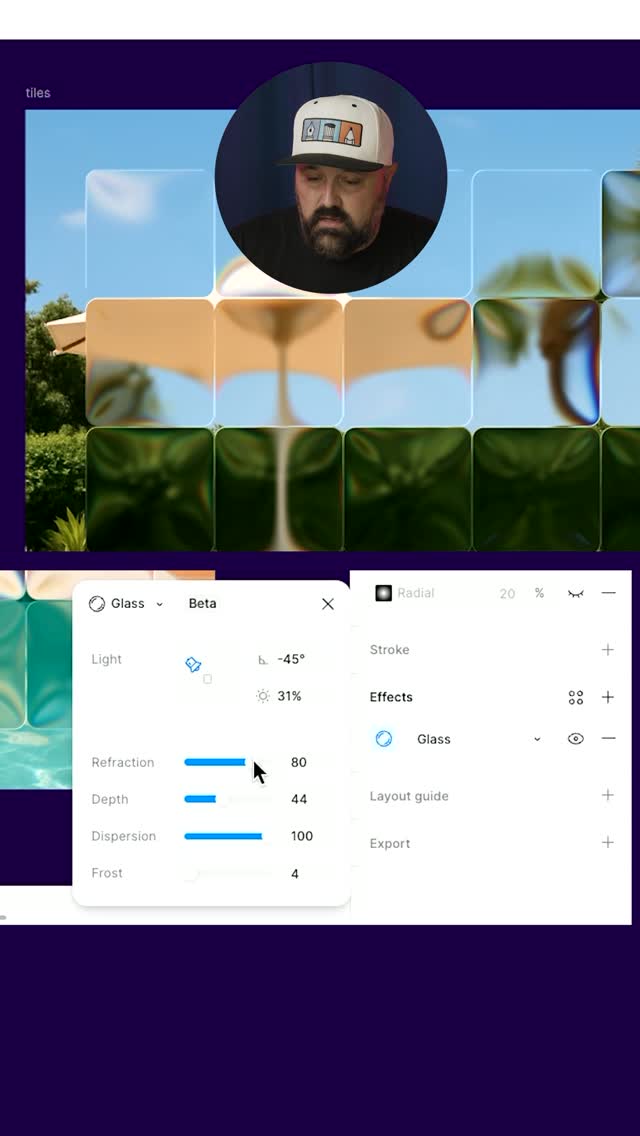 tiles
Glass Beta
Light -45°
31%
Refraction 80
Depth 44
Dispersion 100
Frost 4
Radial 20 %
Stroke
Effects
Glass
Layout guide
Export